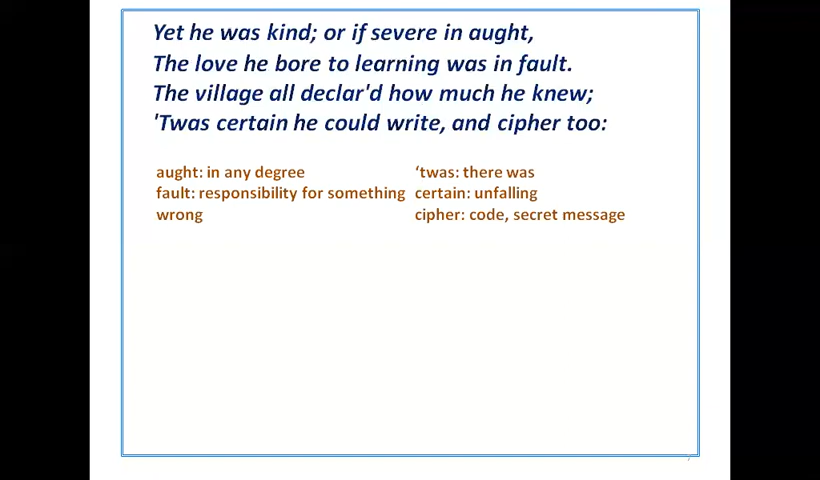 Yet he was kind; or if severe in aught,
The love he bore to learning was in fault.
The village all declar'd how much he knew;
'Twas certain he could write, and cipher too:
aught: in any degree
fault: responsibility for something
wrong
‘twas: there was
certain: unfalling
cipher: code, secret message